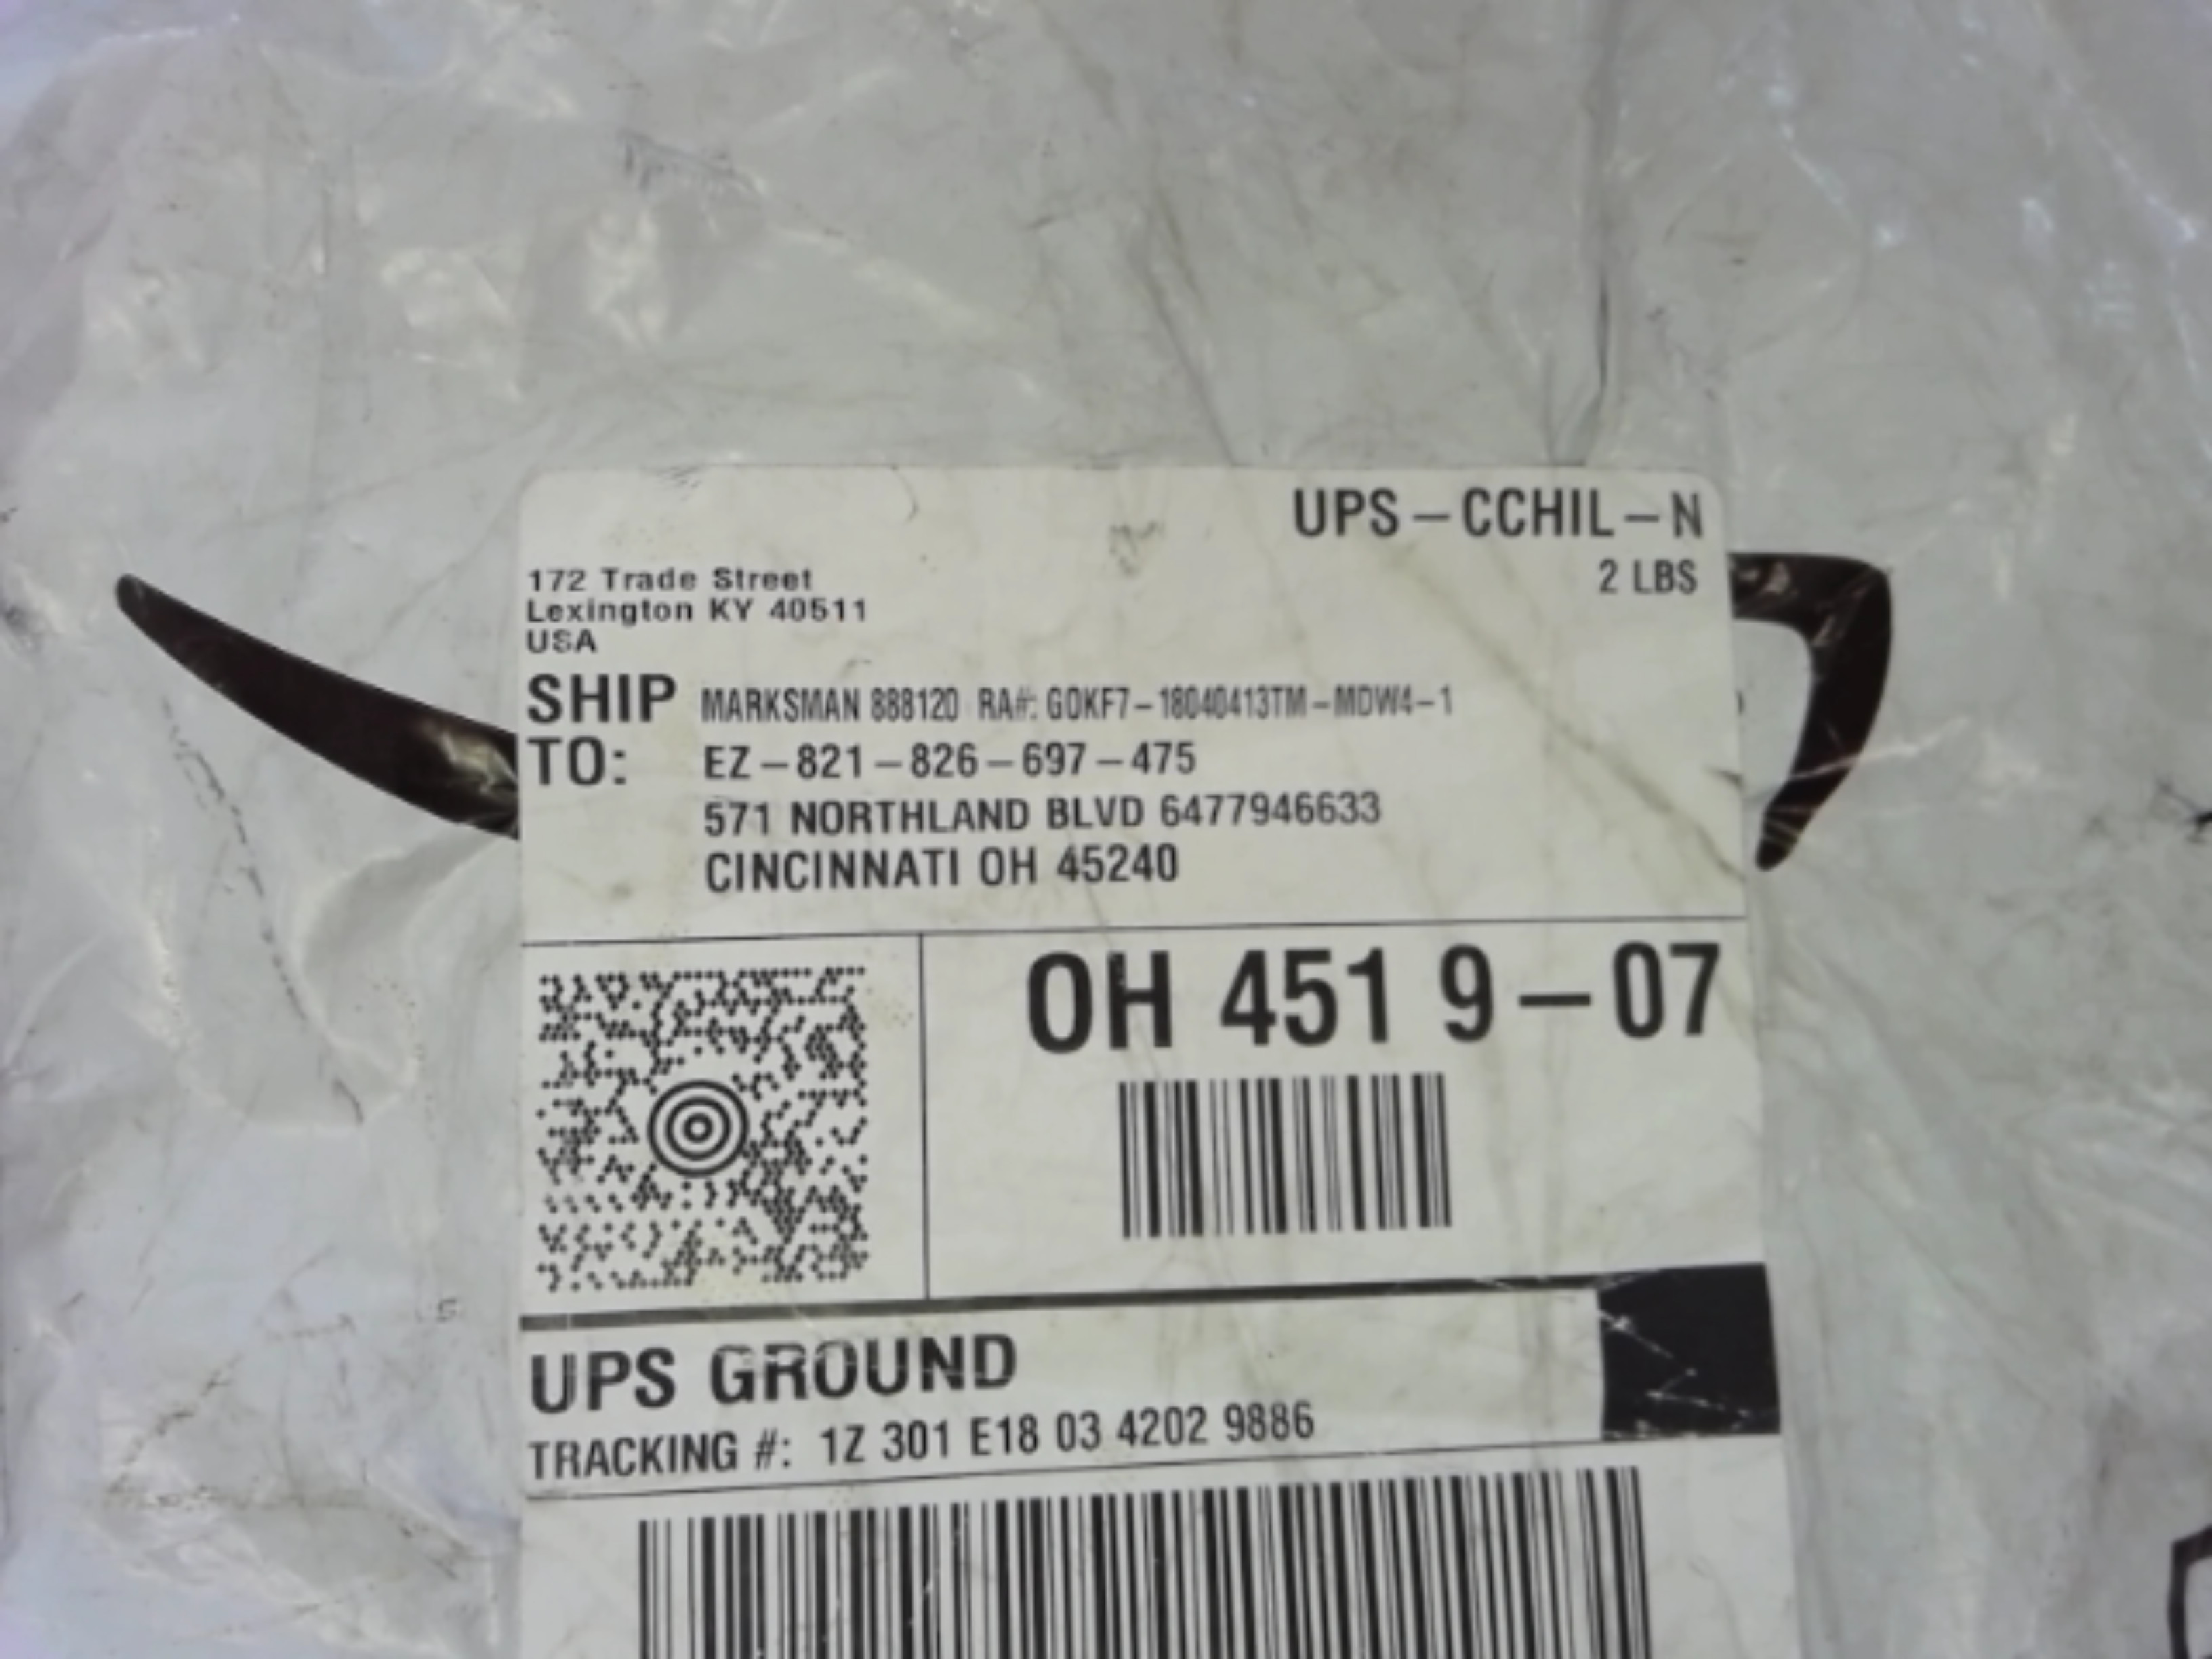 UPS-CCHIL-N
2 LBS
172 Trade Street
Lexington KY 40511
USA
SHIP TO:
MARKSMAN 888120 RA#: GOKF7-18040413TM-MDW4-1
EZ-821-826-697-475
571 NORTHLAND BLVD 6477946633
CINCINNATI OH 45240
OH 451 9-07
UPS GROUND
TRACKING #: 1Z 301 E18 03 4202 9886